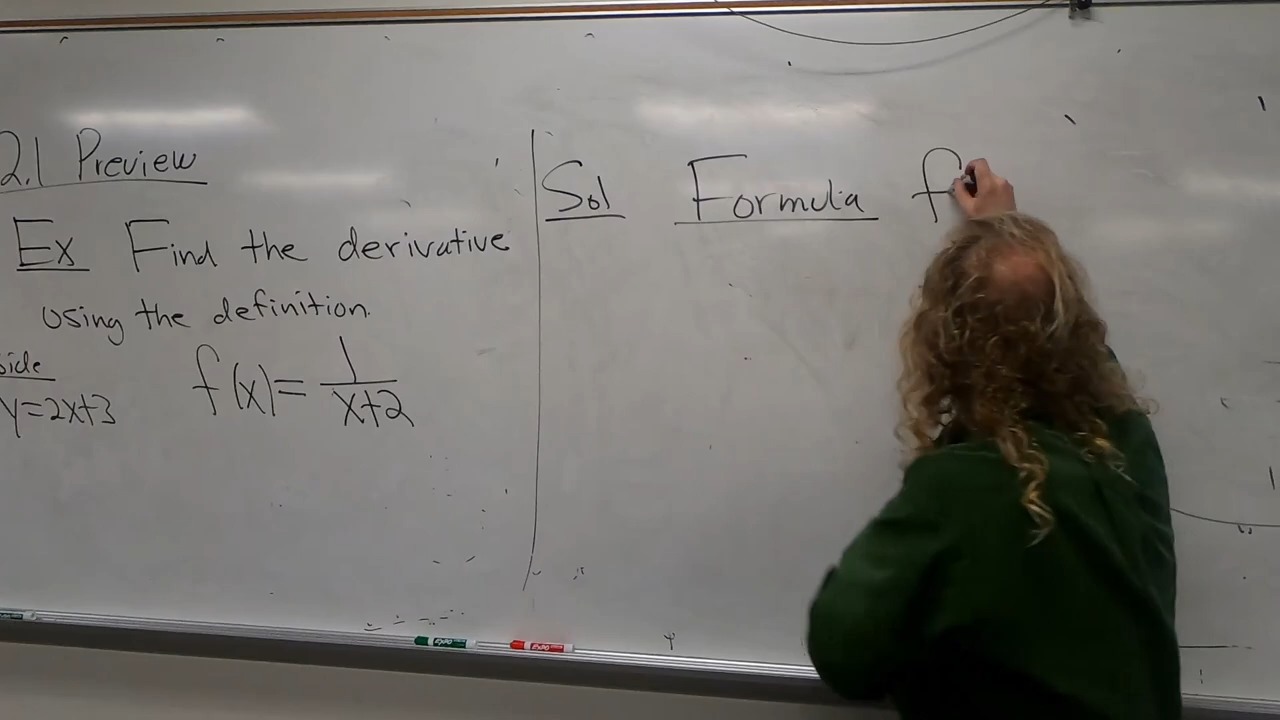 2.1 Preview
Ex Find the derivative
using the definition.
side
y=2x+3
f(x)= 1/(x+2)
Sol Formula f